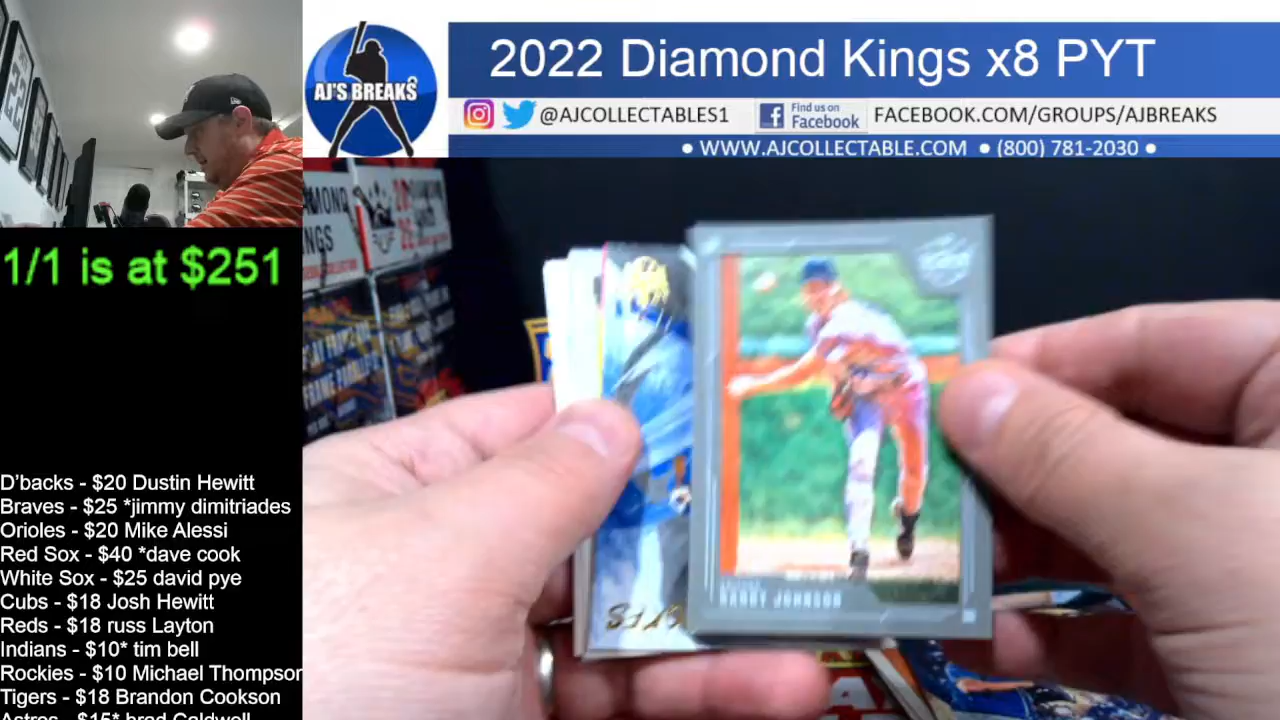 2022 Diamond Kings x8 PYT
AJ'S BREAKS
@AJCOLLECTABLES1
Find us on
Facebook
FACEBOOK.COM/GROUPS/AJBREAKS
• WWW.AJCOLLECTABLE.COM • (800) 781-2030 •
1/1 is at $251
D'backs - $20 Dustin Hewitt
Braves - $25 *jimmy dimitriades
Orioles - $20 Mike Alessi
Red Sox - $40 *dave cook
White Sox - $25 david pye
Cubs - $18 Josh Hewitt
Reds - $18 russ Layton
Indians - $10* tim bell
Rockies - $10 Michael Thompson
Tigers - $18 Brandon Cookson
Astros - $15* brad Caldwell
KINGS
RANDY JOHNSON